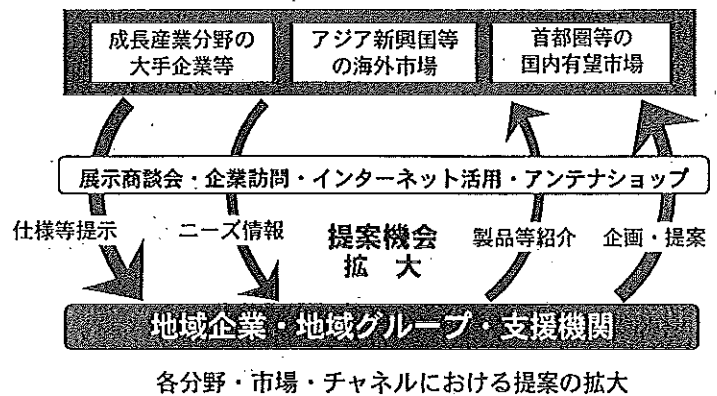 成長産業分野の
大手企業等
アジア新興国等
の海外市場
首都圏等の
国内有望市場
展示商談会・企業訪問・インターネット活用・アンテナショップ
仕様等提示
ニーズ情報
提案機会
拡大
製品等紹介
企画・提案
地域企業・地域グループ・支援機関
各分野・市場・チャネルにおける提案の拡大